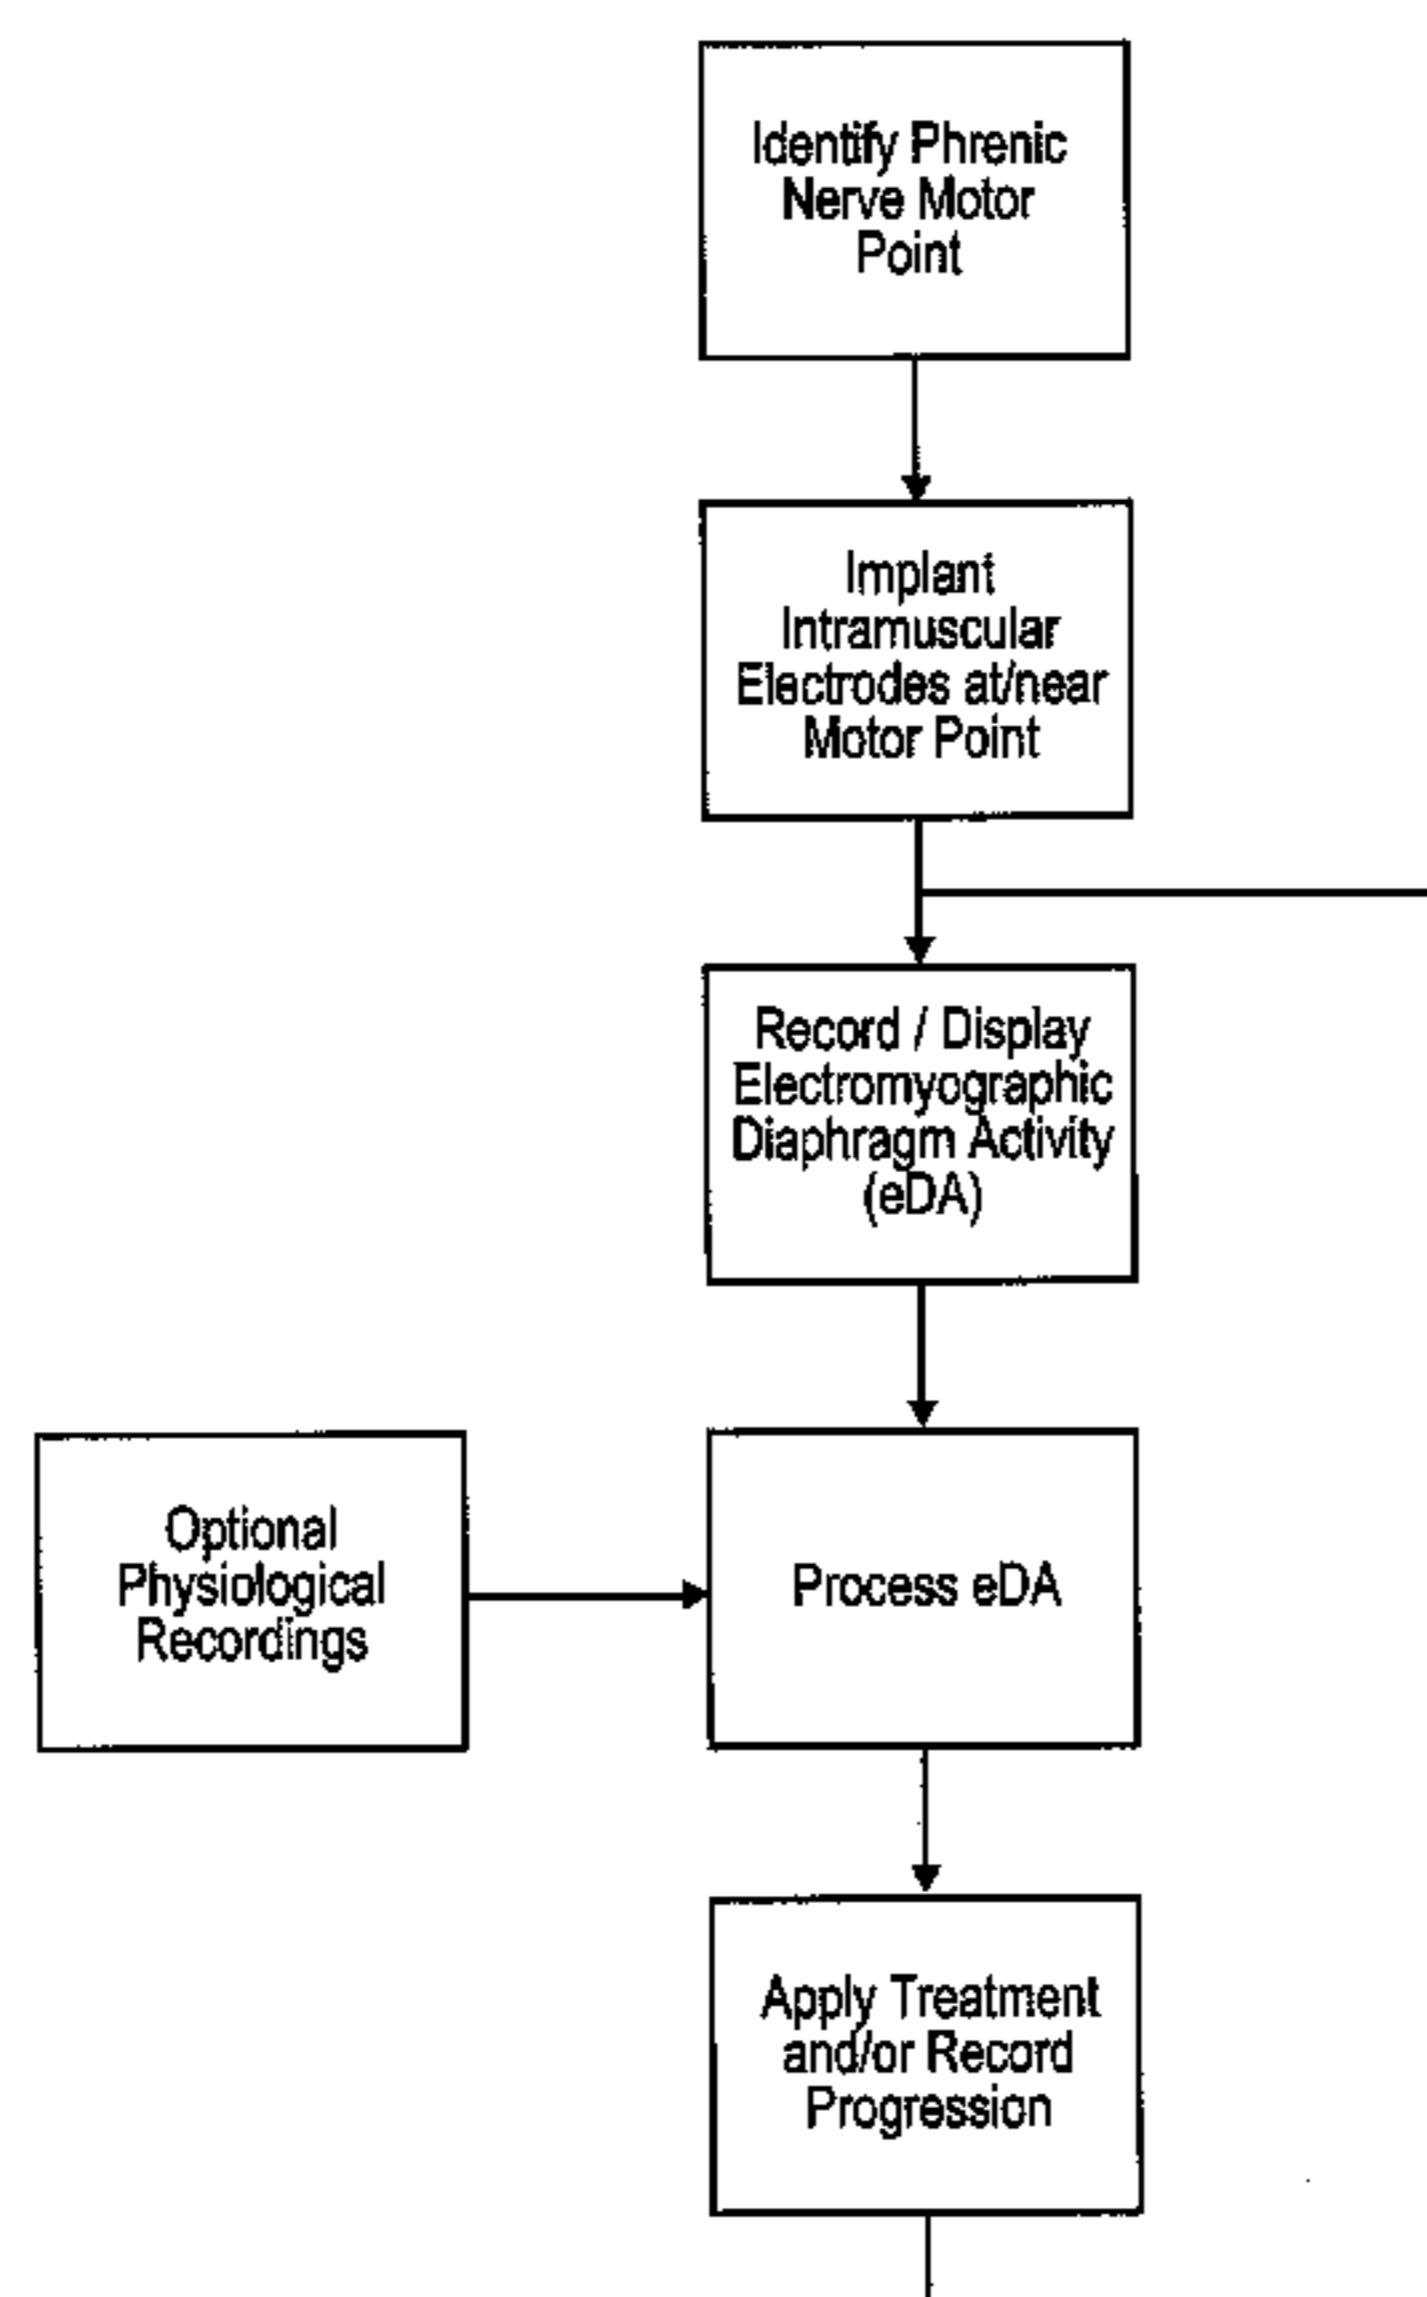 Identify Phrenic
Nerve Motor
Point
Implant
Intramuscular
Electrodes at/near
Motor Point
Record / Display
Electromyographic
Diaphragm Activity
(eDA)
Optional
Physiological
Recordings
Process eDA
Apply Treatment
and/or Record
Progression